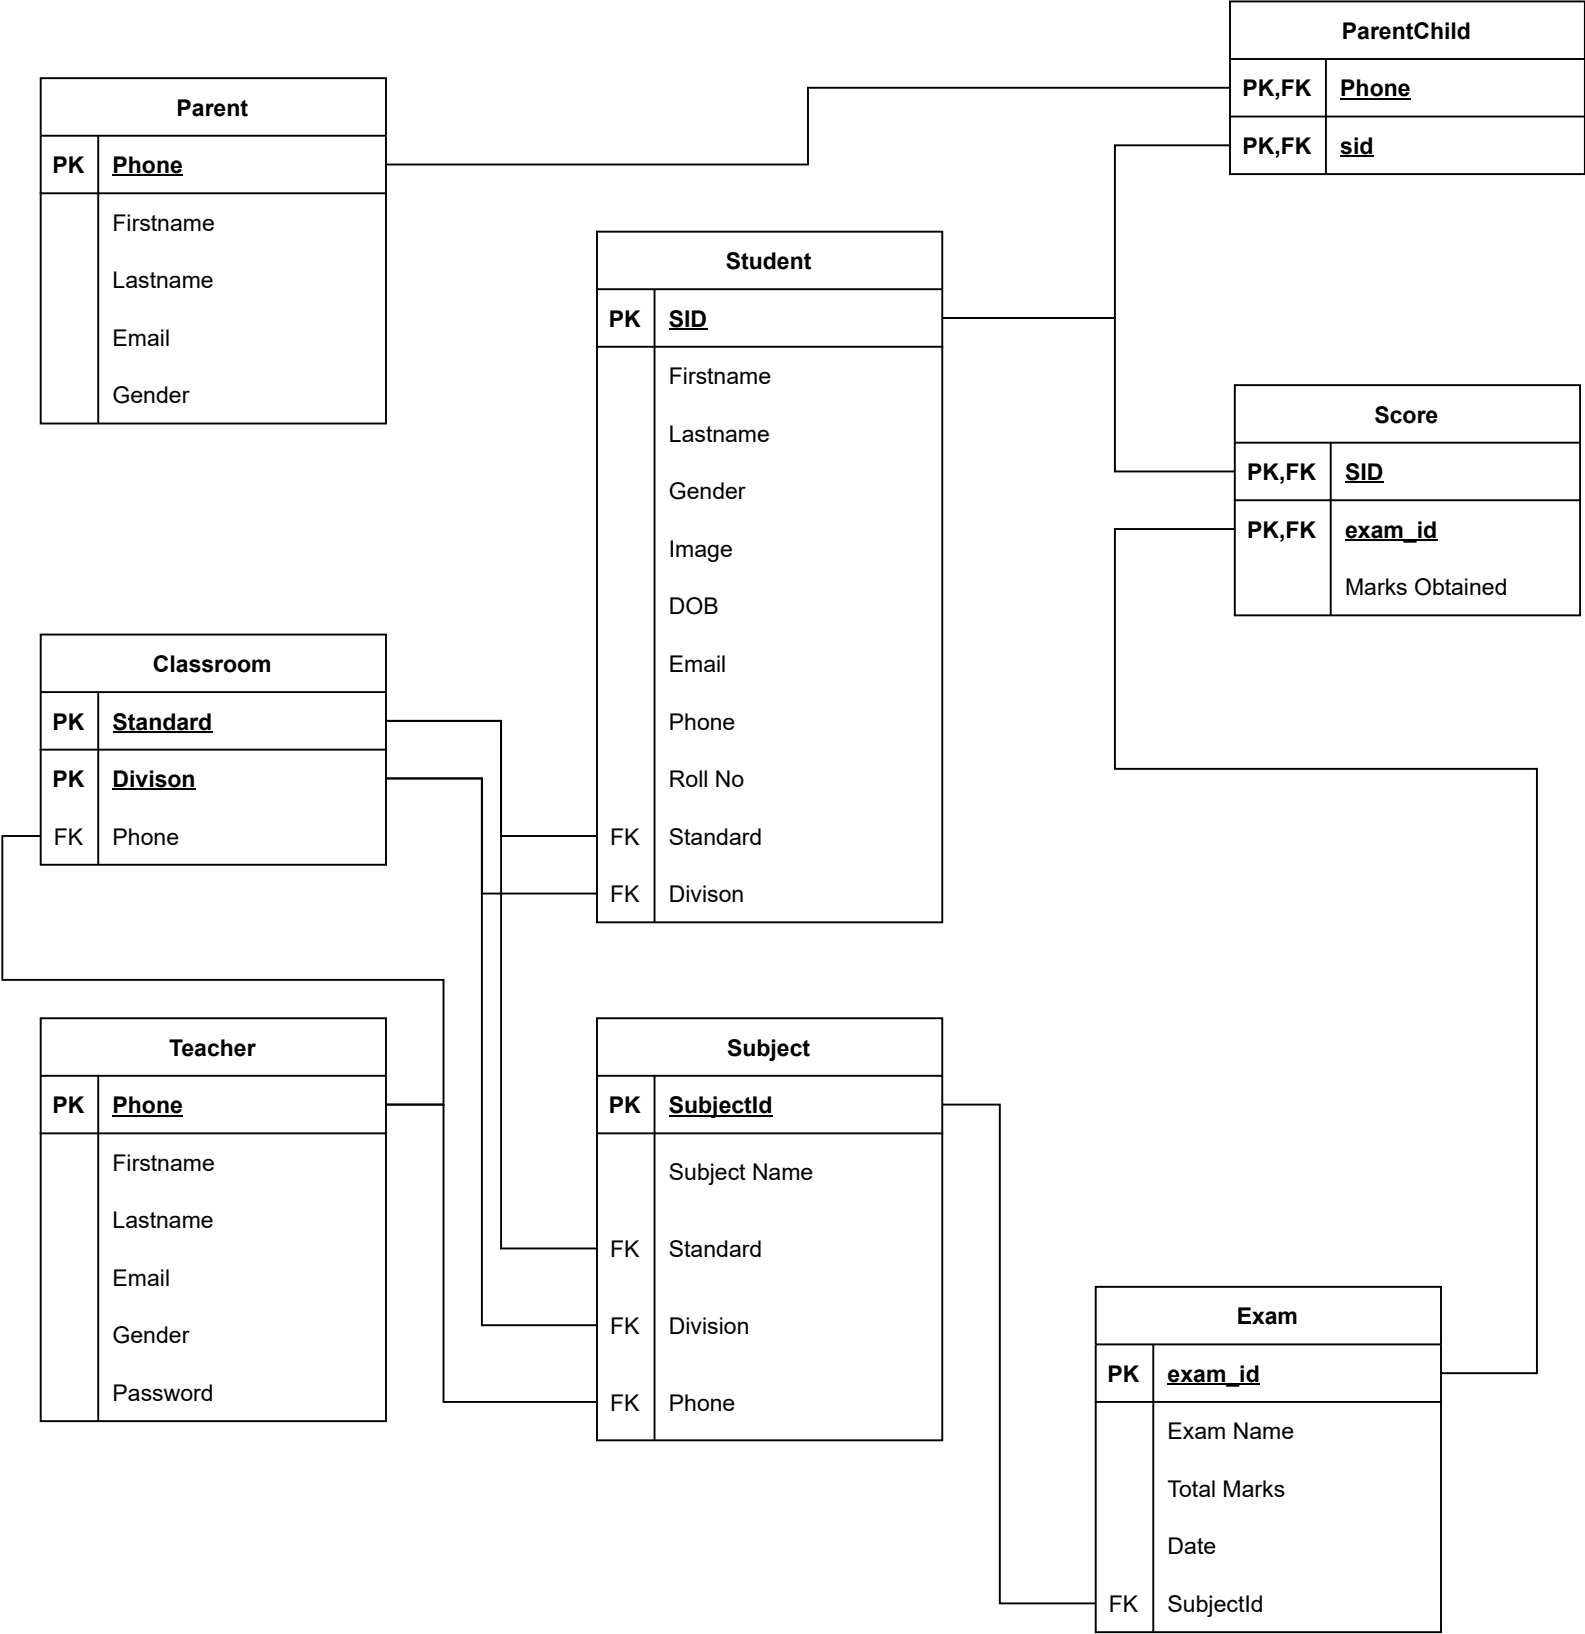 ParentChild
PK,FK Phone
PK,FK sid
Parent
PK Phone
Firstname
Lastname
Email
Gender
Student
PK SID
Firstname
Lastname
Gender
Image
DOB
Email
Phone
Roll No
FK Standard
FK Divison
Score
PK,FK SID
PK,FK exam_id
Marks Obtained
Classroom
PK Standard
PK Divison
FK Phone
Teacher
PK Phone
Firstname
Lastname
Email
Gender
Password
Subject
PK SubjectId
Subject Name
FK Standard
FK Division
FK Phone
Exam
PK exam_id
Exam Name
Total Marks
Date
FK SubjectId